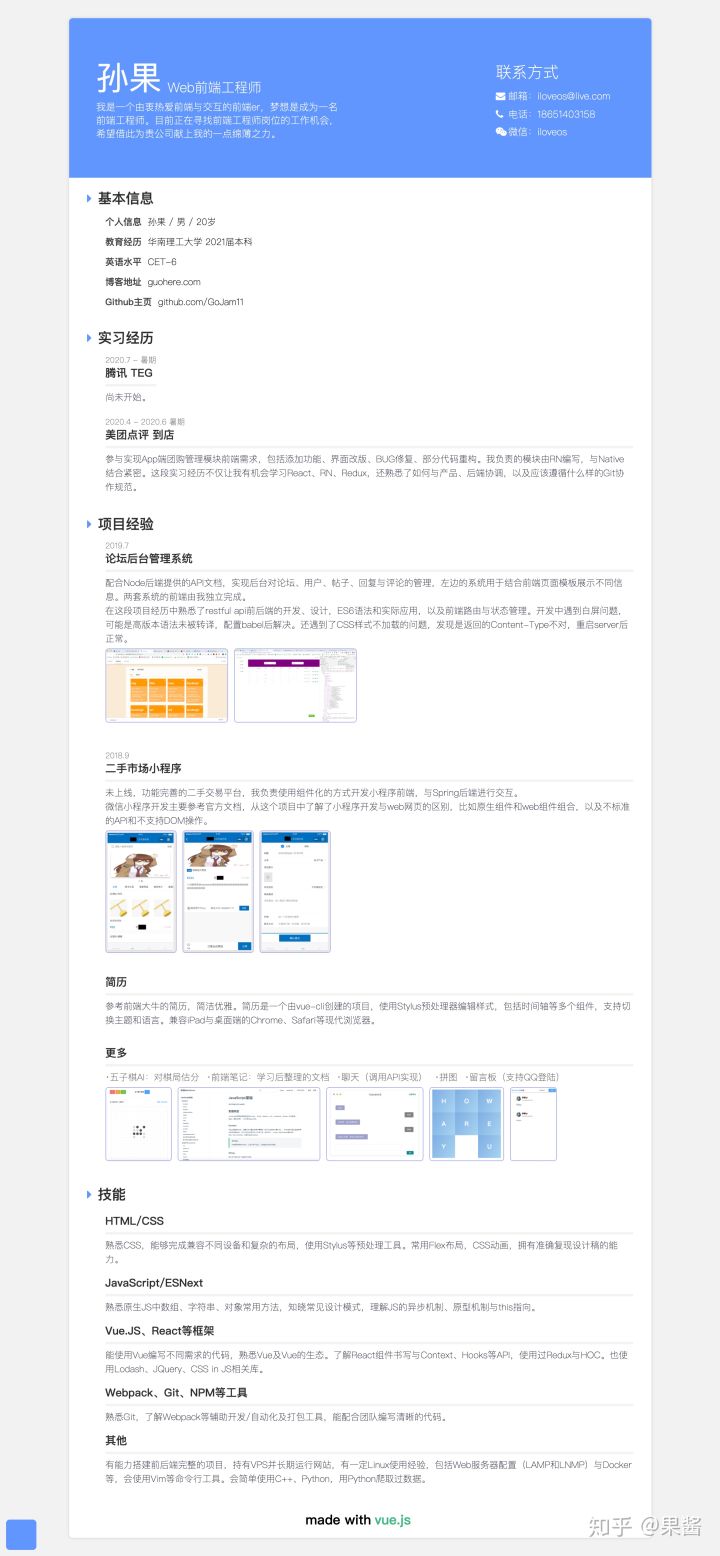 孙果 Web前端工程师
我是一个由衷热爱前端与交互的前端er，梦想是成为一名
前端工程师。目前正在寻找前端工程师岗位的工作机会，
希望借此为贵公司献上我的一点绵薄之力。
联系方式
邮箱：iloveos@live.com
电话：18651403158
微信：iloveos
基本信息
个人信息 孙果 / 男 / 20岁
教育经历 华南理工大学 2021届本科
英语水平 CET-6
博客地址 guohere.com
Github主页 github.com/GoJam11
实习经历
2020.7 - 暑期
腾讯 TEG
尚未开始。
2020.4 - 2020.6 暑期
美团点评 到店
参与实现App端团购管理模块前端需求，包括添加功能、界面改版、BUG修复、部分代码重构。我负责的模块由RN编写，与Native
结合紧密。这段实习经历不仅让我有机会学习React、RN、Redux，还熟悉了如何与产品、后端协调，以及应该遵循什么样的Git协
作规范。
项目经验
2019.7
论坛后台管理系统
配合Node后端提供的API文档，实现后台对论坛、用户、帖子、回复与评论的管理，左边的系统用于结合前端页面模板展示不同信
息。两套系统的前端由我独立完成。
在这段项目经历中熟悉了restful api前后端的开发、设计，ES6语法和实际应用，以及前端路由与状态管理。开发中遇到白屏问题，
可能是高版本语法未被转译，配置babel后解决。还遇到了CSS样式不加载的问题，发现是返回的Content-Type不对，重启server后
正常。
2018.9
二手市场小程序
未上线，功能完善的二手交易平台，我负责使用组件化的方式开发小程序前端，与Spring后端进行交互。
微信小程序开发主要参考官方文档，从这个项目中了解了小程序开发与web网页的区别，比如原生组件和web组件组合，以及不标准
的API和不支持DOM操作。
简历
参考前端大牛的简历，简洁优雅。简历是一个由vue-cli创建的项目，使用Stylus预处理器编辑样式，包括时间轴等多个组件，支持切
换主题和语言。兼容iPad与桌面端的Chrome、Safari等现代浏览器。
更多
·五子棋AI：对棋局估分 ·前端笔记：学习后整理的文档 ·聊天（调用API实现） ·拼图 ·留言板（支持QQ登陆）
H O W
A R E
Y U
技能
HTML/CSS
熟悉CSS，能够完成兼容不同设备和复杂的布局，使用Stylus等预处理工具。常用Flex布局，CSS动画，拥有准确复现设计稿的能
力。
JavaScript/ESNext
熟悉原生JS中数组、字符串、对象常用方法，知晓常见设计模式，理解JS的异步机制、原型机制与this指向。
Vue.JS、React等框架
能使用Vue编写不同需求的代码，熟悉Vue及Vue的生态。了解React组件书写与Context、Hooks等API，使用过Redux与HOC。也使
用Lodash、JQuery、CSS in JS相关库。
Webpack、Git、NPM等工具
熟悉Git，了解Webpack等辅助开发/自动化及打包工具，能配合团队编写清晰的代码。
其他
有能力搭建前后端完整的项目，持有VPS并长期运行网站，有一定Linux使用经验，包括Web服务器配置（LAMP和LNMP）与Docker
等，会使用Vim等命令行工具。会简单使用C++、Python，用Python爬取过数据。
made with vue.js
知乎 @果酱